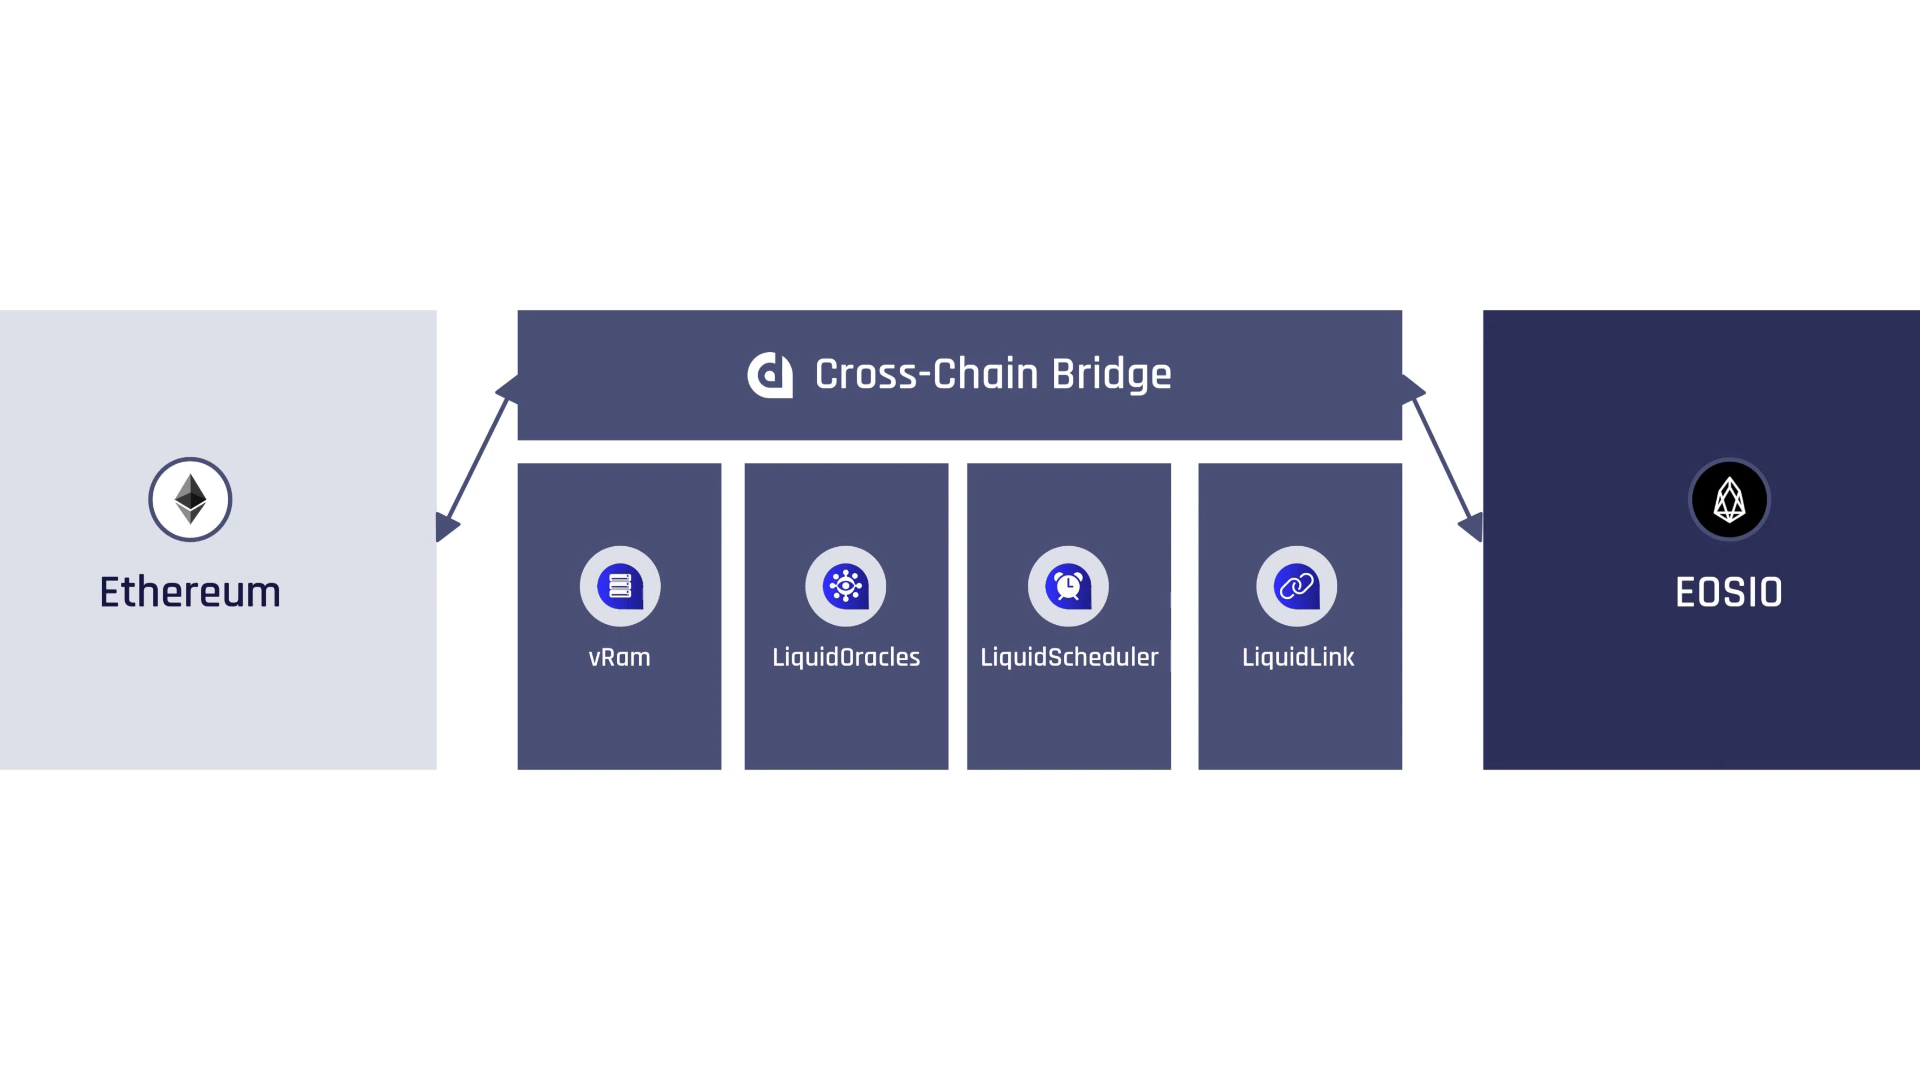 Cross-Chain Bridge
Ethereum
vRam
LiquidOracles
LiquidScheduler
LiquidLink
EOSIO